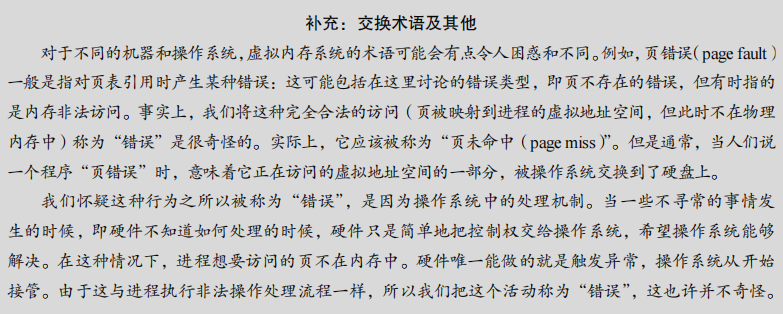 补充：交换术语及其他
对于不同的机器和操作系统，虚拟内存系统的术语可能会有点令人困惑和不同。例如，页错误（page fault）
一般是指对页表引用时产生某种错误：这可能包括在这里讨论的错误类型，即页不存在的错误，但有时指的
是内存非法访问。事实上，我们将这种完全合法的访问（页被映射到进程的虚拟地址空间，但此时不在物理
内存中）称为“错误”是很奇怪的。实际上，它应该被称为“页未命中（page miss）”。但是通常，当人们说
一个程序“页错误”时，意味着它正在访问的虚拟地址空间的一部分，被操作系统交换到了硬盘上。
我们怀疑这种行为之所以被称为“错误”，是因为操作系统中的处理机制。当一些不寻常的事情发
生的时候，即硬件不知道如何处理的时候，硬件只是简单地把控制权交给操作系统，希望操作系统能够
解决。在这种情况下，进程想要访问的页不在内存中。硬件唯一能做的就是触发异常，操作系统从开始
接管。由于这与进程执行非法操作处理流程一样，所以我们把这个活动称为“错误”，这也许并不奇怪。